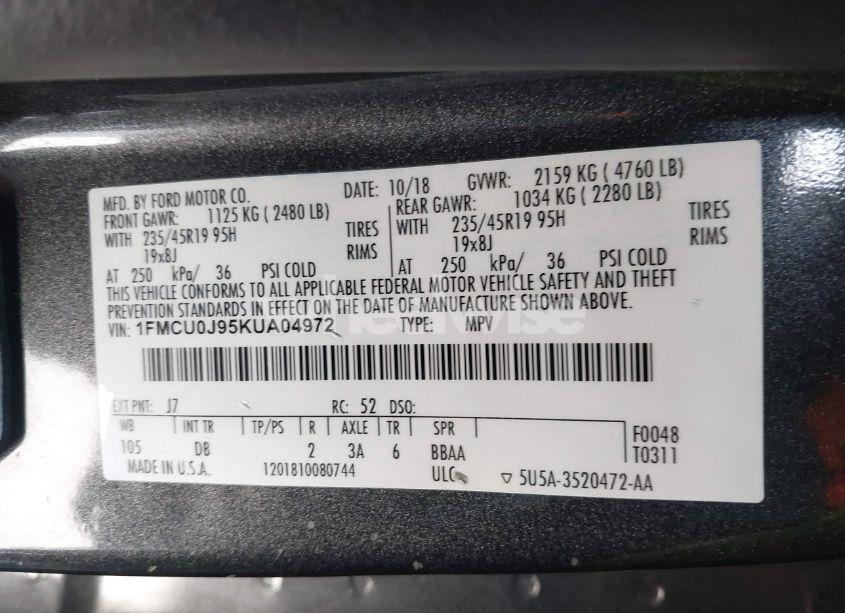 MFD. BY FORD MOTOR CO. DATE: 10/18 GVWR: 2159 KG ( 4760 LB)
FRONT GAWR: 1125 KG ( 2480 LB) REAR GAWR: 1034 KG ( 2280 LB)
WITH 235/45R19 95H TIRES WITH 235/45R19 95H TIRES
19x8J RIMS 19x8J RIMS
AT 250 kPa/ 36 PSI COLD AT 250 kPa/ 36 PSI COLD
THIS VEHICLE CONFORMS TO ALL APPLICABLE FEDERAL MOTOR VEHICLE SAFETY AND THEFT
PREVENTION STANDARDS IN EFFECT ON THE DATE OF MANUFACTURE SHOWN ABOVE.
VIN: 1FMCU0J95KUA04972 TYPE: MPV
EXT PNT: J7 RC: 52 DSO:
WB INT TR TP/PS R AXLE TR SPR F0048
105 DB 2 3A 6 BBAA T0311
MADE IN U.S.A. 1201810080744 ULC ▽ 5U5A-3520472-AA